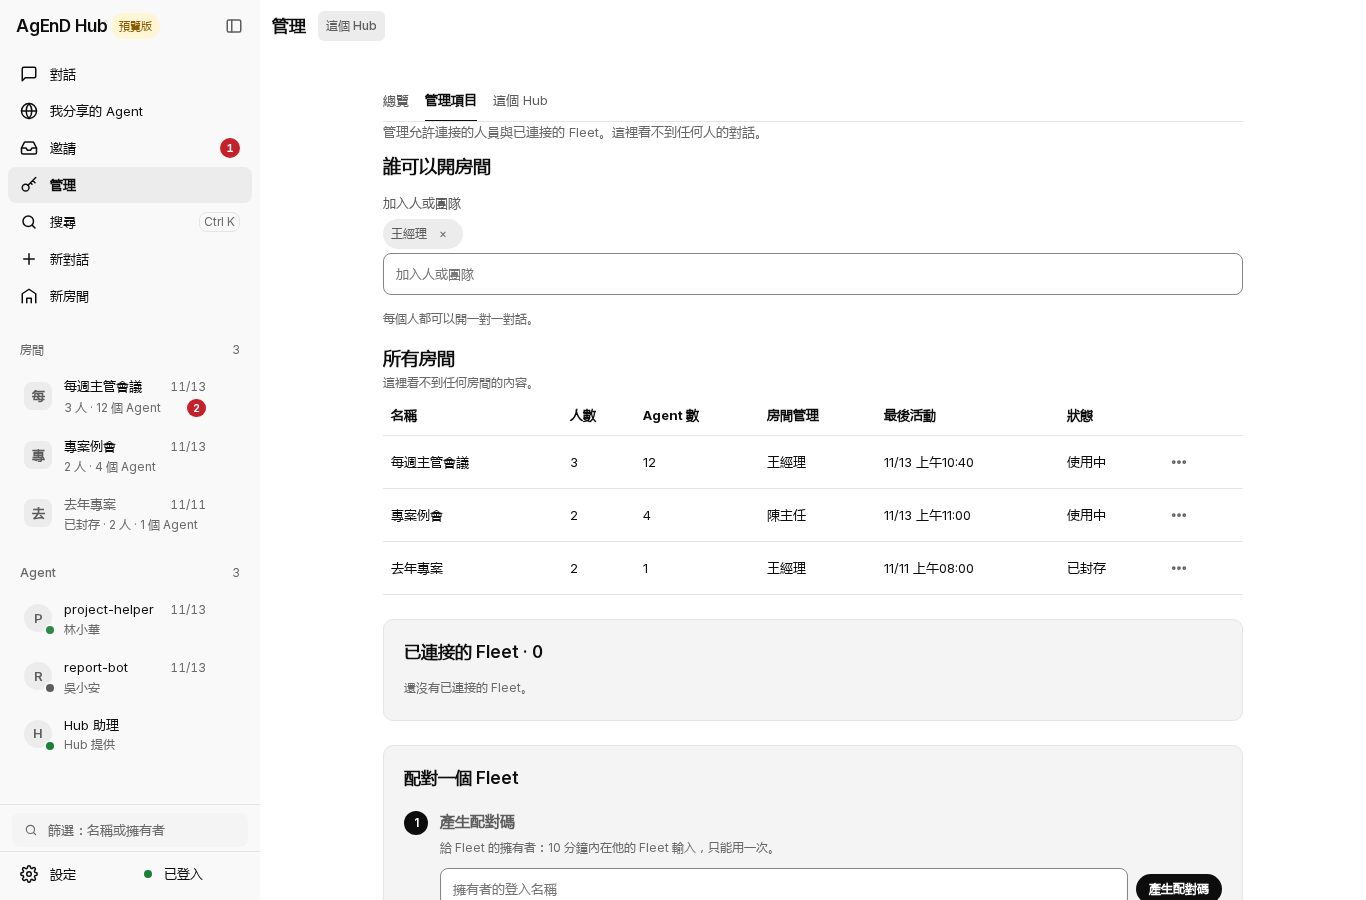 AgEnD Hub 預覽版
對話
我分享的 Agent
邀請 1
管理
搜尋 Ctrl K
新對話
新房間
房間 3
每 每週主管會議 11/13
3 人 · 12 個 Agent 2
專 專案例會 11/13
2 人 · 4 個 Agent
去 去年專案 11/11
已封存 · 2 人 · 1 個 Agent
Agent 3
P project-helper 11/13
林小華
R report-bot 11/13
吳小安
H Hub 助理
Hub 提供
篩選：名稱或擁有者
設定 已登入
管理 這個 Hub
總覽 管理項目 這個 Hub
管理允許連接的人員與已連接的 Fleet。這裡看不到任何人的對話。
誰可以開房間
加入人或團隊
王經理 ×
加入人或團隊
每個人都可以開一對一對話。
所有房間
這裡看不到任何房間的內容。
名稱 人數 Agent 數 房間管理 最後活動 狀態
每週主管會議 3 12 王經理 11/13 上午10:40 使用中 •••
專案例會 2 4 陳主任 11/13 上午11:00 使用中 •••
去年專案 2 1 王經理 11/11 上午08:00 已封存 •••
已連接的 Fleet · 0
還沒有已連接的 Fleet。
配對一個 Fleet
1 產生配對碼
給 Fleet 的擁有者：10 分鐘內在他的 Fleet 輸入，只能用一次。
擁有者的登入名稱 產生配對碼